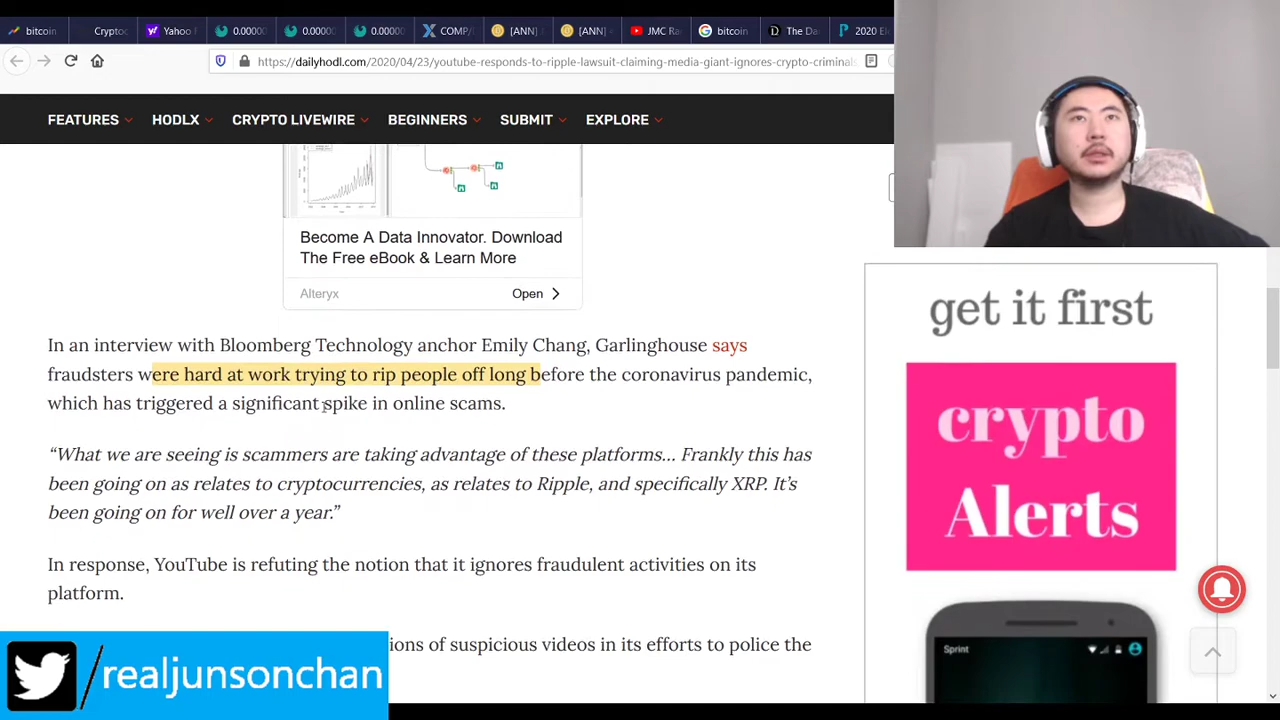 bitcoin
Cryptoc
Yahoo
0.00000
0.00000
0.00000
COMP/
[ANN]
[ANN]
JMC Ra
bitcoin
The Da
2020 El
https://dailyhodl.com/2020/04/23/youtube-responds-to-ripple-lawsuit-claiming-media-giant-ignores-crypto-criminals
FEATURES HODLX CRYPTO LIVEWIRE BEGINNERS SUBMIT EXPLORE
Become A Data Innovator. Download
The Free eBook & Learn More
Alteryx Open
In an interview with Bloomberg Technology anchor Emily Chang, Garlinghouse says
fraudsters were hard at work trying to rip people off long before the coronavirus pandemic,
which has triggered a significant spike in online scams.
“What we are seeing is scammers are taking advantage of these platforms… Frankly this has
been going on as relates to cryptocurrencies, as relates to Ripple, and specifically XRP. It’s
been going on for well over a year.”
In response, YouTube is refuting the notion that it ignores fraudulent activities on its
platform.
ions of suspicious videos in its efforts to police the
get it first
crypto
Alerts
Sprint
/realjunsonchan